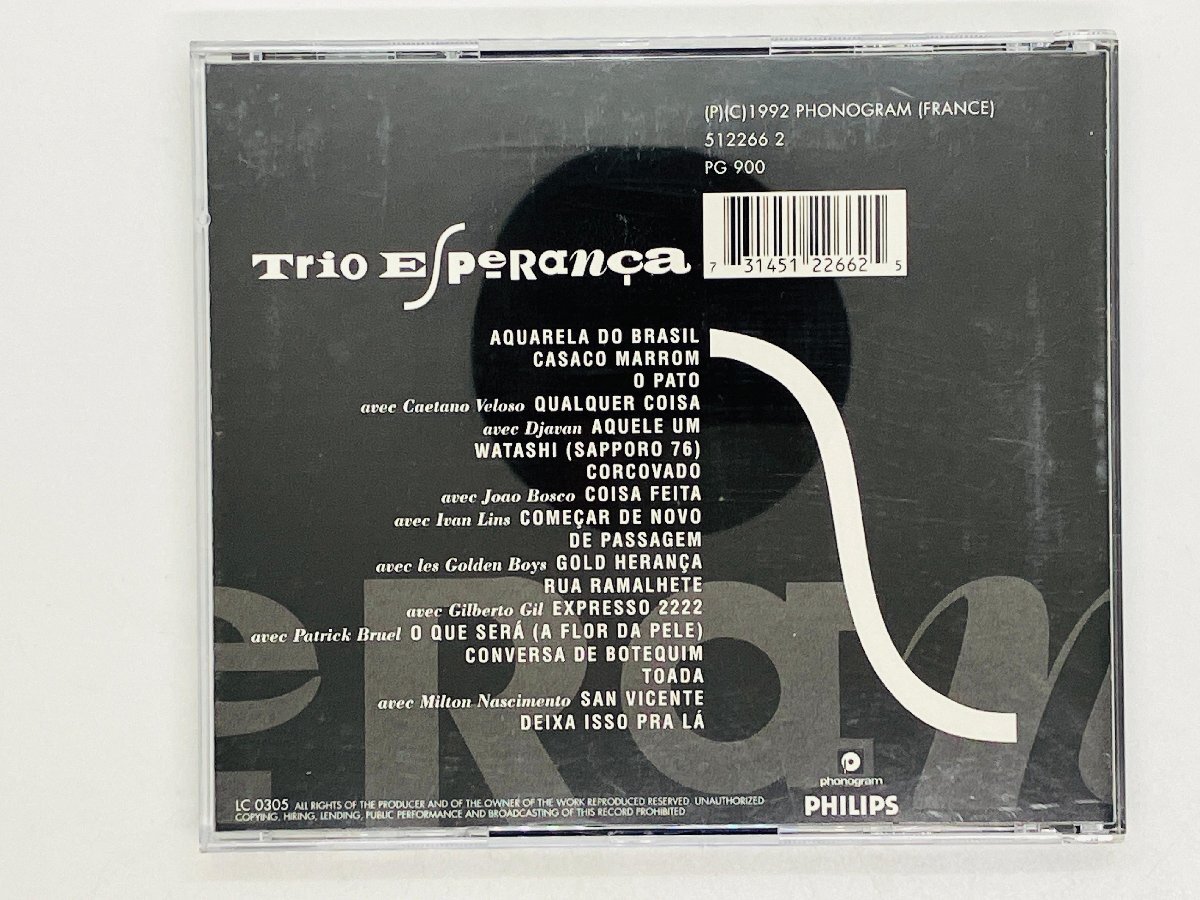 (P)(C)1992 PHONOGRAM (FRANCE)
512266 2
PG 900
7 31451 22662 5
Trio Esperança
AQUARELA DO BRASIL
CASACO MARROM
O PATO
avec Caetano Veloso QUALQUER COISA
avec Djavan AQUELE UM
WATASHI (SAPPORO 76)
CORCOVADO
avec Joao Bosco COISA FEITA
avec Ivan Lins COMEÇAR DE NOVO
DE PASSAGEM
avec les Golden Boys GOLD HERANÇA
RUA RAMALHETE
avec Gilberto Gil EXPRESSO 2222
avec Patrick Bruel O QUE SERÁ (A FLOR DA PELE)
CONVERSA DE BOTEQUIM
TOADA
avec Milton Nascimento SAN VICENTE
DEIXA ISSO PRA LÁ
eRan
phonogram
PHILIPS
LC 0305 ALL RIGHTS OF THE PRODUCER AND OF THE OWNER OF THE WORK REPRODUCED RESERVED. UNAUTHORIZED
COPYING, HIRING, LENDING, PUBLIC PERFORMANCE AND BROADCASTING OF THIS RECORD PROHIBITED